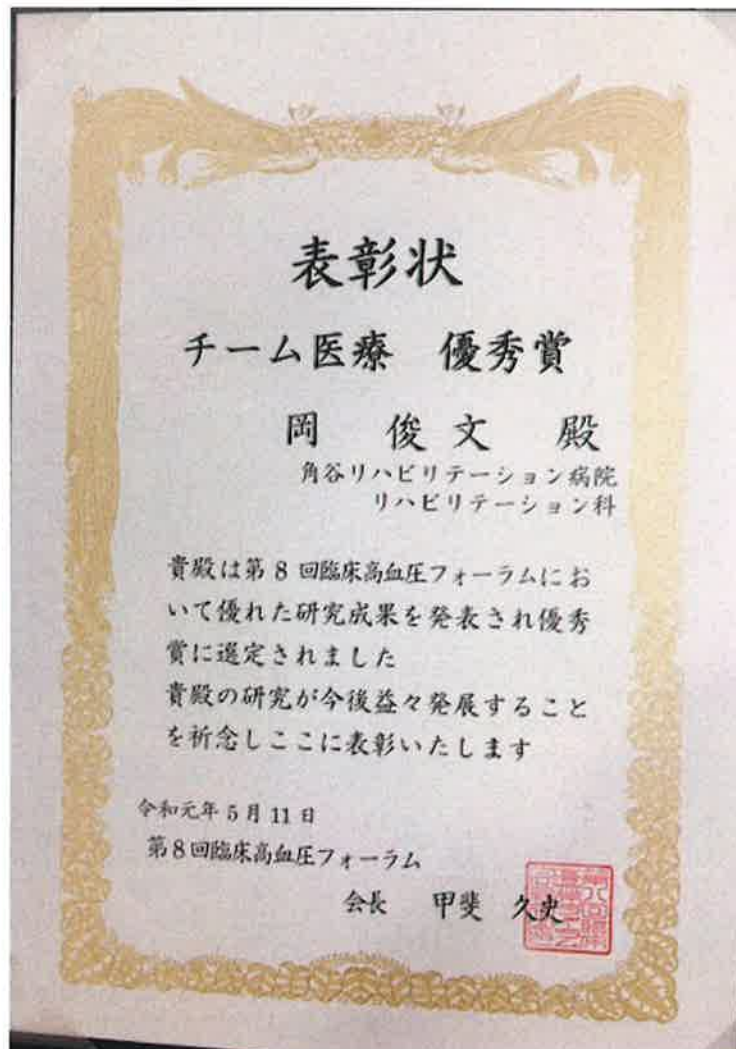 表彰状
チーム医療 優秀賞
岡 俊文 殿
角谷リハビリテーション病院
リハビリテーション科
貴殿は第8回臨床高血圧フォーラムにお
いて優れた研究成果を発表され優秀
賞に選定されました
貴殿の研究が今後益々発展すること
を祈念しここに表彰いたします
令和元年5月11日
第8回臨床高血圧フォーラム
会長 甲斐 久史